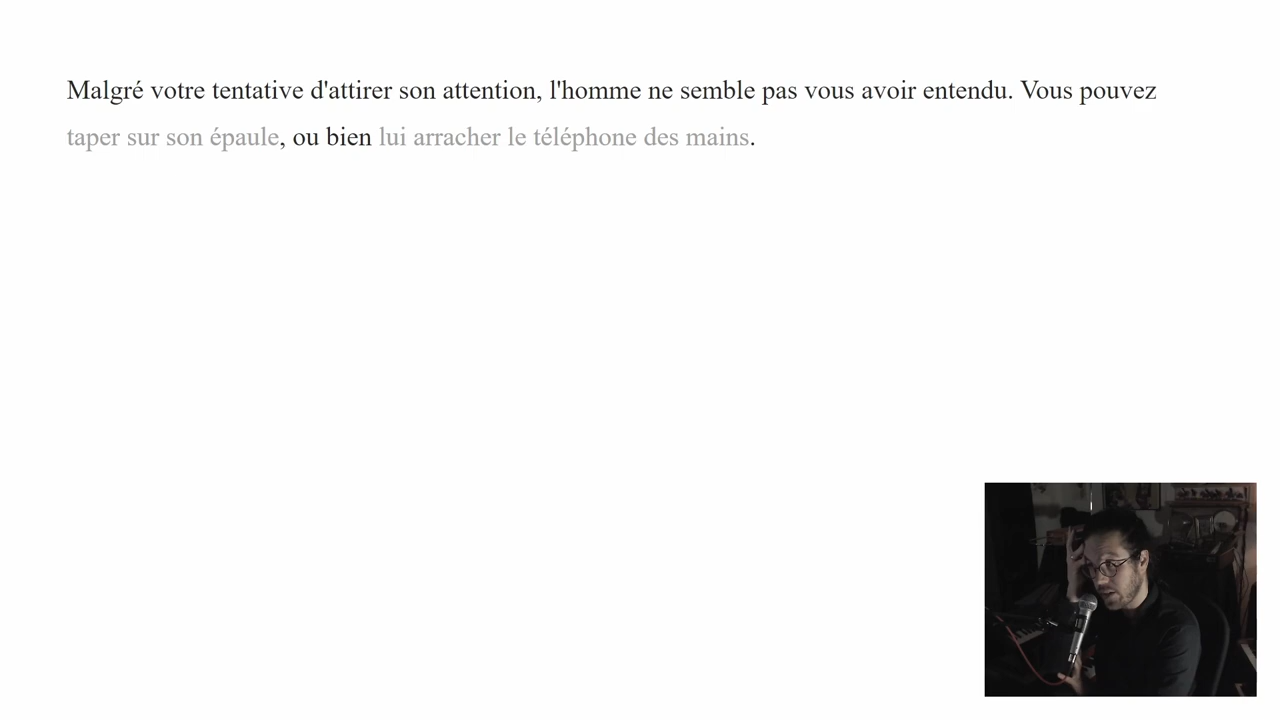 Malgré votre tentative d'attirer son attention, l'homme ne semble pas vous avoir entendu. Vous pouvez
taper sur son épaule, ou bien lui arracher le téléphone des mains.